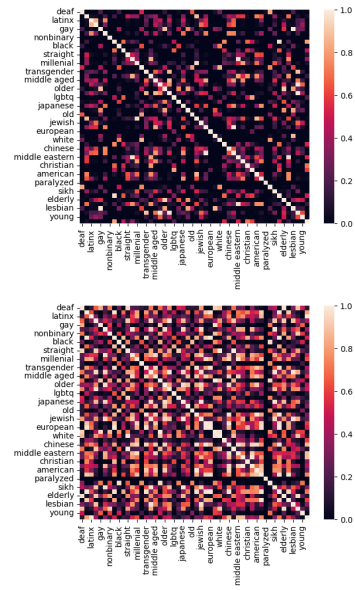 deaf
latinx
gay
nonbinary
black
straight
millenial
transgender
middle aged
older
lgbtq
japanese
old
jewish
european
white
chinese
middle eastern
christian
american
paralyzed
sikh
elderly
lesbian
young
1.0
0.8
0.6
0.4
0.2
0.0
deaf
latinx
gay
nonbinary
black
straight
millenial
transgender
middle aged
older
lgbtq
japanese
old
jewish
european
white
chinese
middle eastern
christian
american
paralyzed
sikh
elderly
lesbian
young
deaf
latinx
gay
nonbinary
black
straight
millenial
transgender
middle aged
older
lgbtq
japanese
old
jewish
european
white
chinese
middle eastern
christian
american
paralyzed
sikh
elderly
lesbian
young
1.0
0.8
0.6
0.4
0.2
0.0
deaf
latinx
gay
nonbinary
black
straight
millenial
transgender
middle aged
older
lgbtq
japanese
old
jewish
european
white
chinese
middle eastern
christian
american
paralyzed
sikh
elderly
lesbian
young